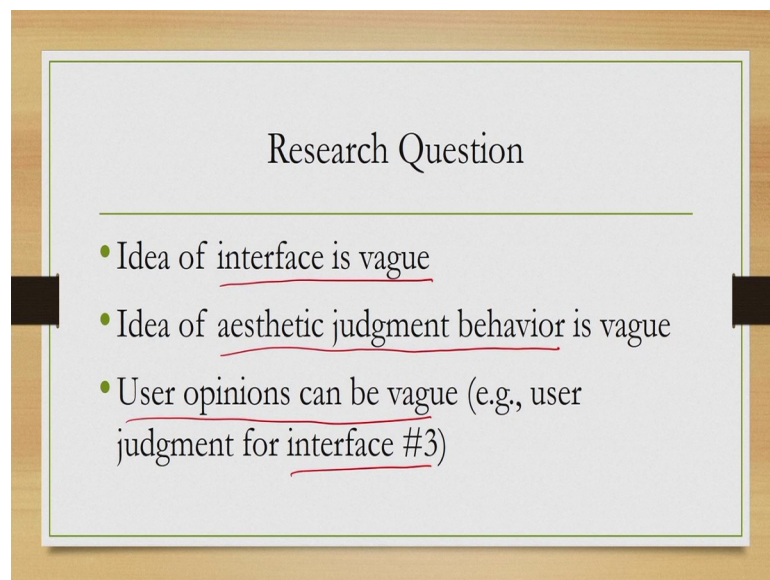 Research Question
• Idea of interface is vague
• Idea of aesthetic judgment behavior is vague
• User opinions can be vague (e.g., user
judgment for interface #3)